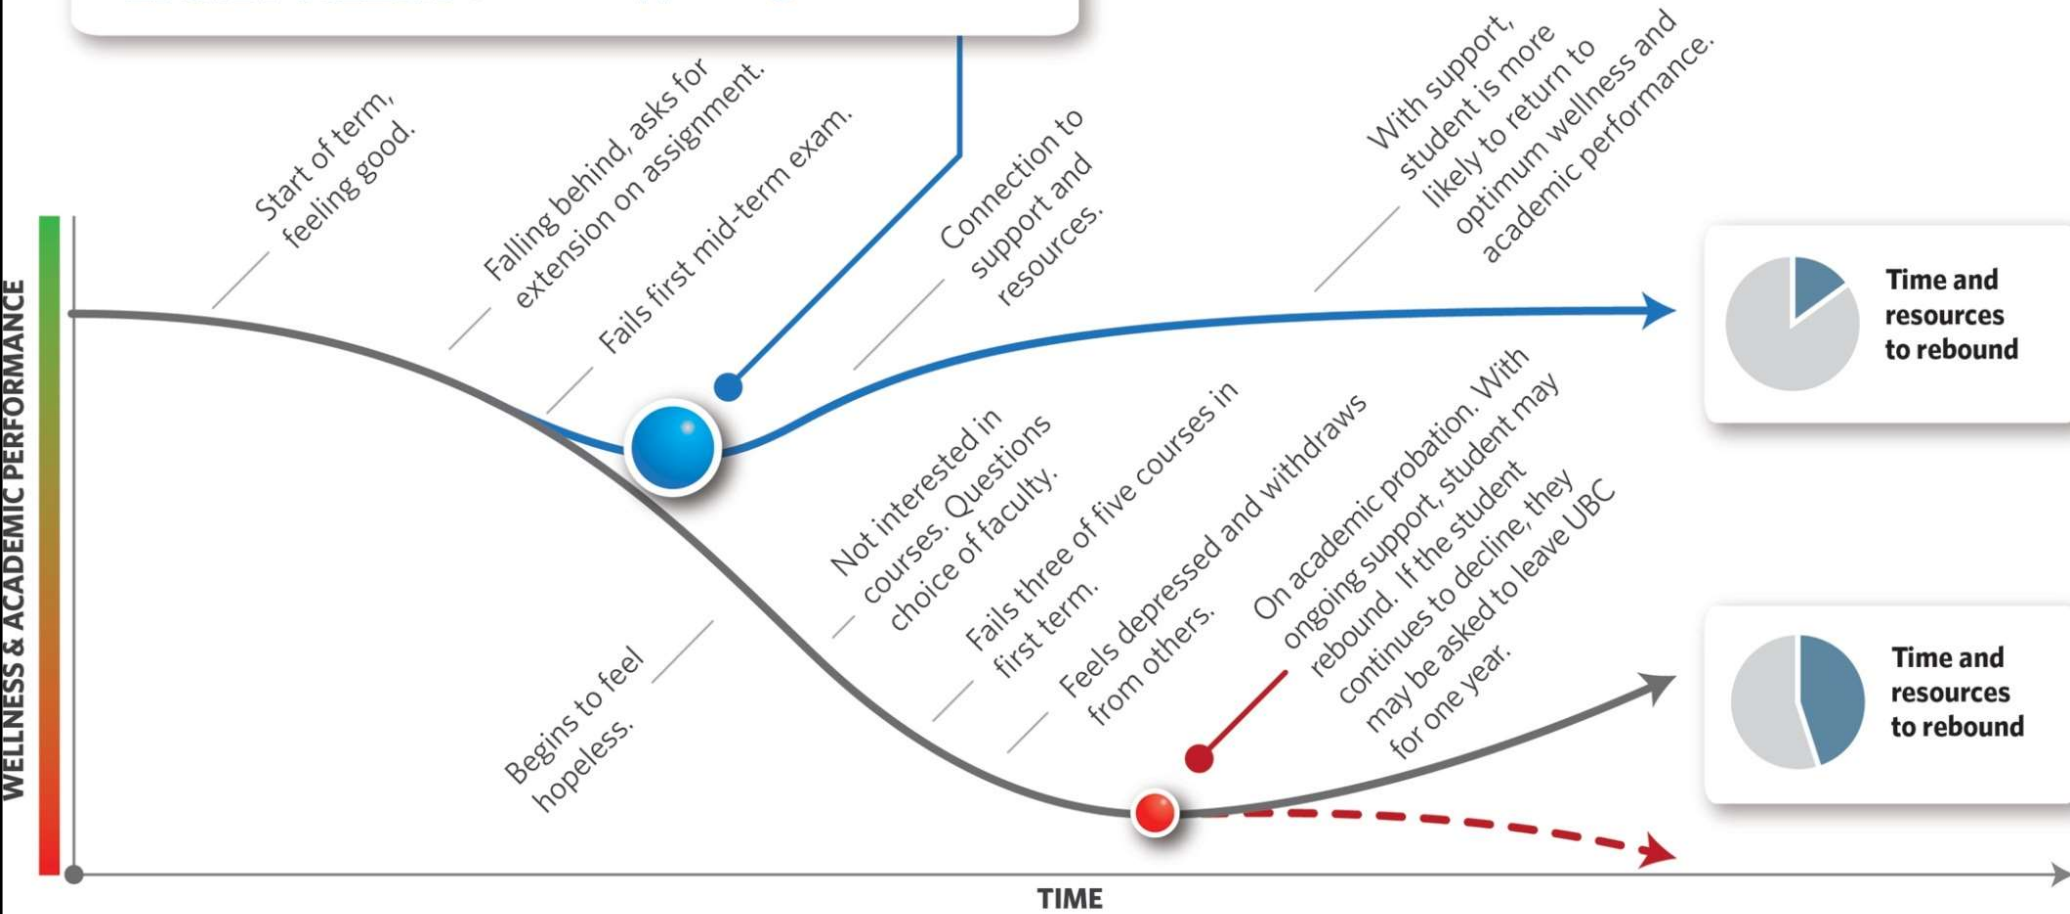 Start of term,
feeling good.
Falling behind, asks for
extension on assignment.
Fails first mid-term exam.
Connection to
support and
resources.
With support,
student is more
likely to return to
optimum wellness and
academic performance.
Time and
resources
to rebound
WELLNESS & ACADEMIC PERFORMANCE
Begins to feel
hopeless.
Not interested in
courses. Questions
choice of faculty.
Fails three of five courses in
first term.
Feels depressed and withdraws
from others.
On academic probation. With
ongoing support, student may
rebound. If the student
continues to decline, they
may be asked to leave UBC
for one year.
Time and
resources
to rebound
TIME